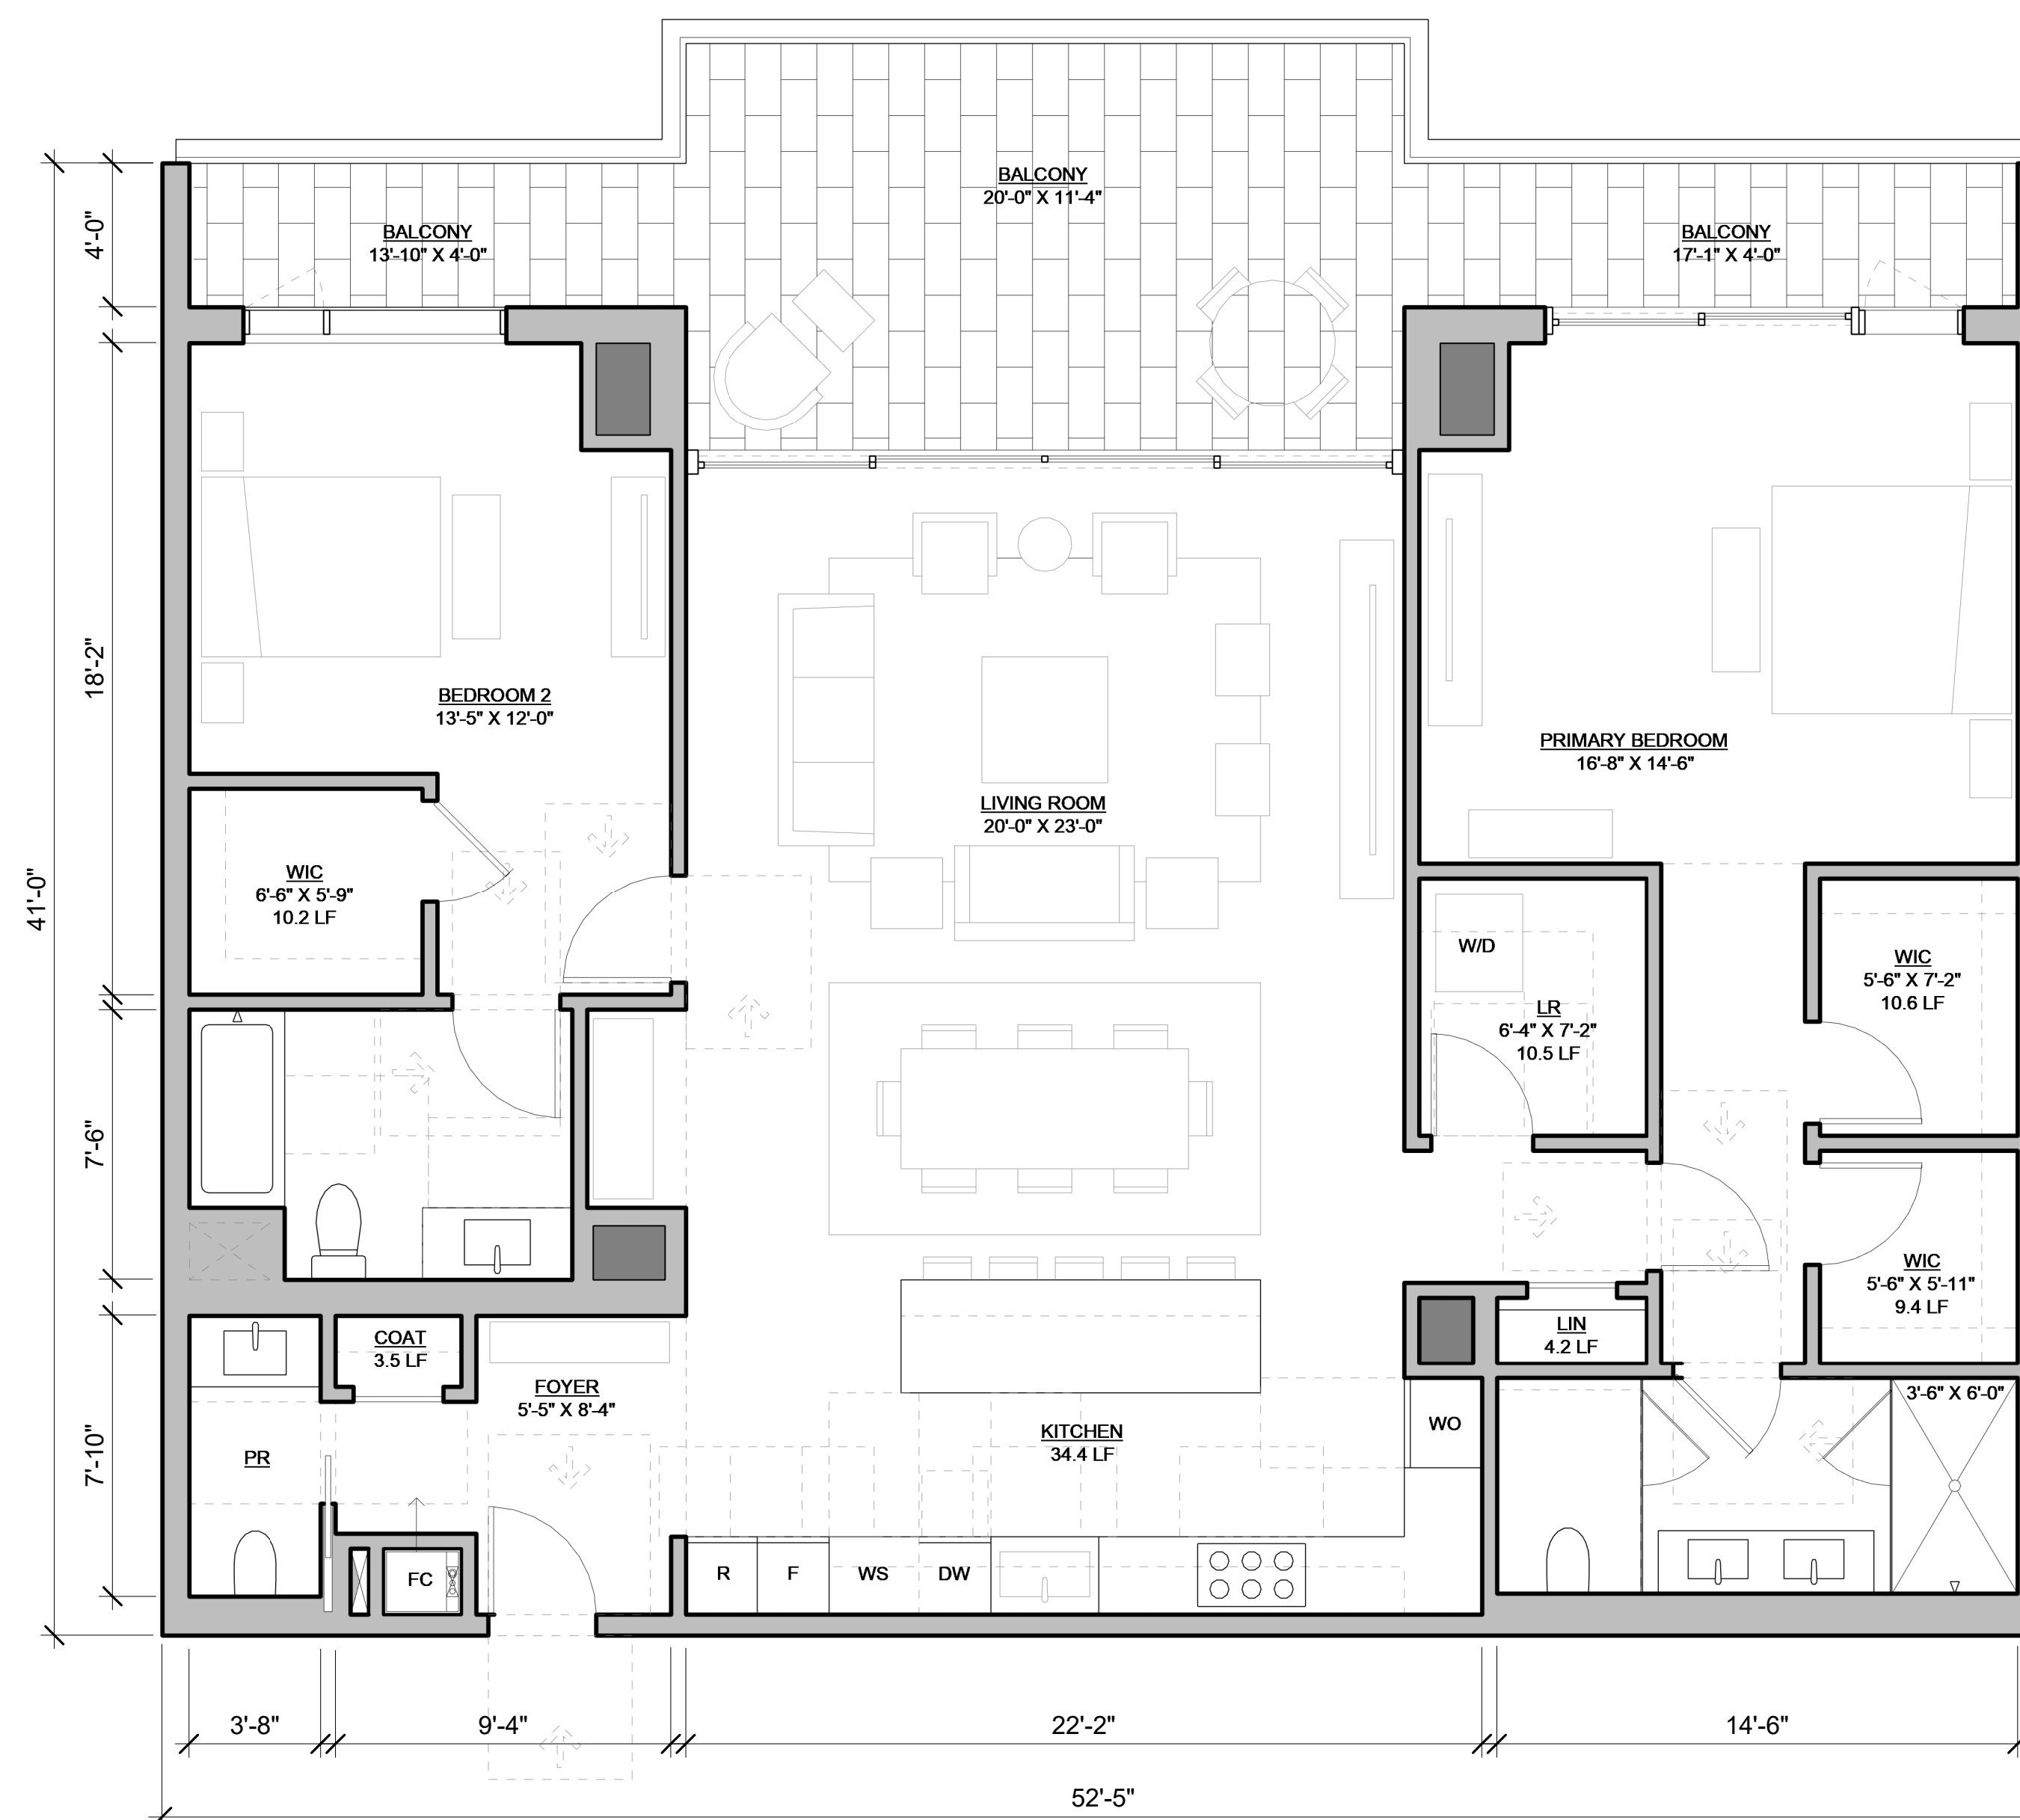 BALCONY
20'-0" X 11'-4"
BALCONY
13'-10" X 4'-0"
BALCONY
17'-1" X 4'-0"
4'-0"
18'-2"
41'-0"
7'-6"
7'-10"
BEDROOM 2
13'-5" X 12'-0"
PRIMARY BEDROOM
16'-8" X 14'-6"
LIVING ROOM
20'-0" X 23'-0"
WIC
6'-6" X 5'-9"
10.2 LF
W/D
LR
6'-4" X 7'-2"
10.5 LF
WIC
5'-6" X 7'-2"
10.6 LF
WIC
5'-6" X 5'-11"
9.4 LF
LIN
4.2 LF
COAT
3.5 LF
FOYER
5'-5" X 8'-4"
3'-6" X 6'-0"
KITCHEN
34.4 LF
WO
PR
FC
R
F
WS
DW
3'-8"
9'-4"
22'-2"
14'-6"
52'-5"